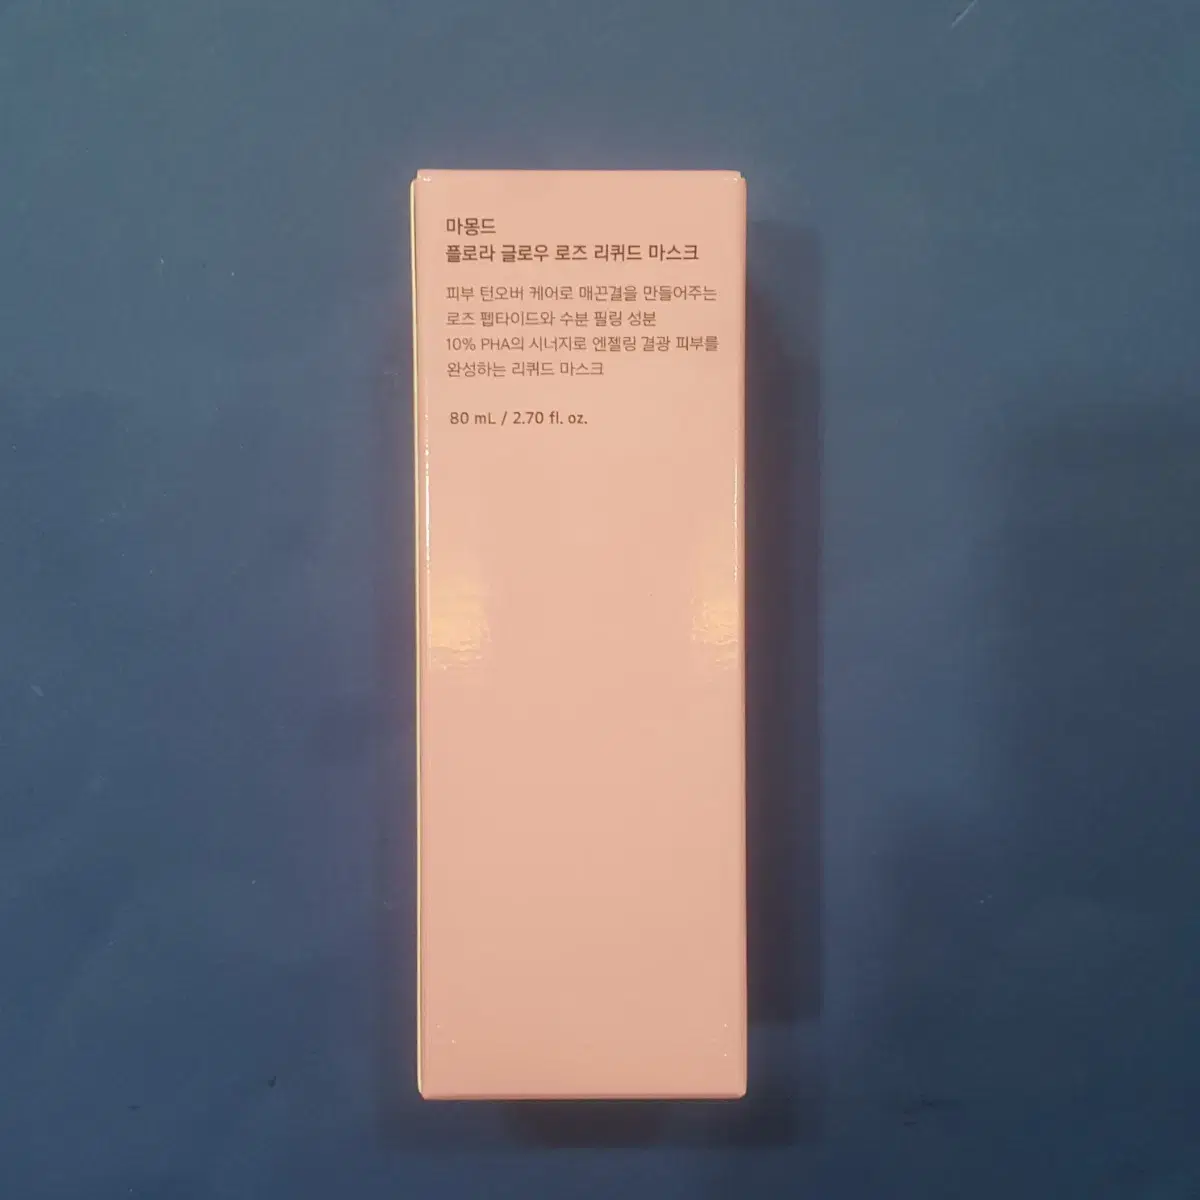 마몽드
플로라 글로우 로즈 리퀴드 마스크
피부 턴오버 케어로 매끈결을 만들어주는
로즈 펩타이드와 수분 필링 성분
10% PHA의 시너지로 엔젤링 결광 피부를
완성하는 리퀴드 마스크
80 mL / 2.70 fl. oz.